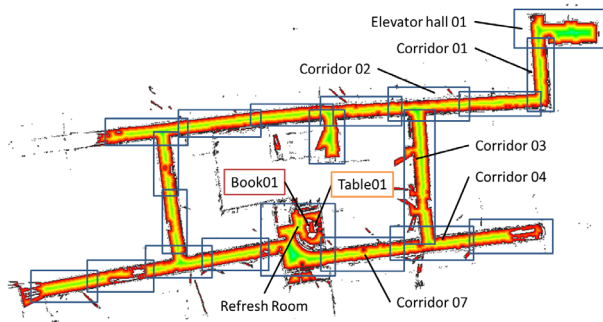 Elevator hall 01
Corridor 01
Corridor 02
Corridor 03
Book01
Table01
Corridor 04
Refresh Room
Corridor 07